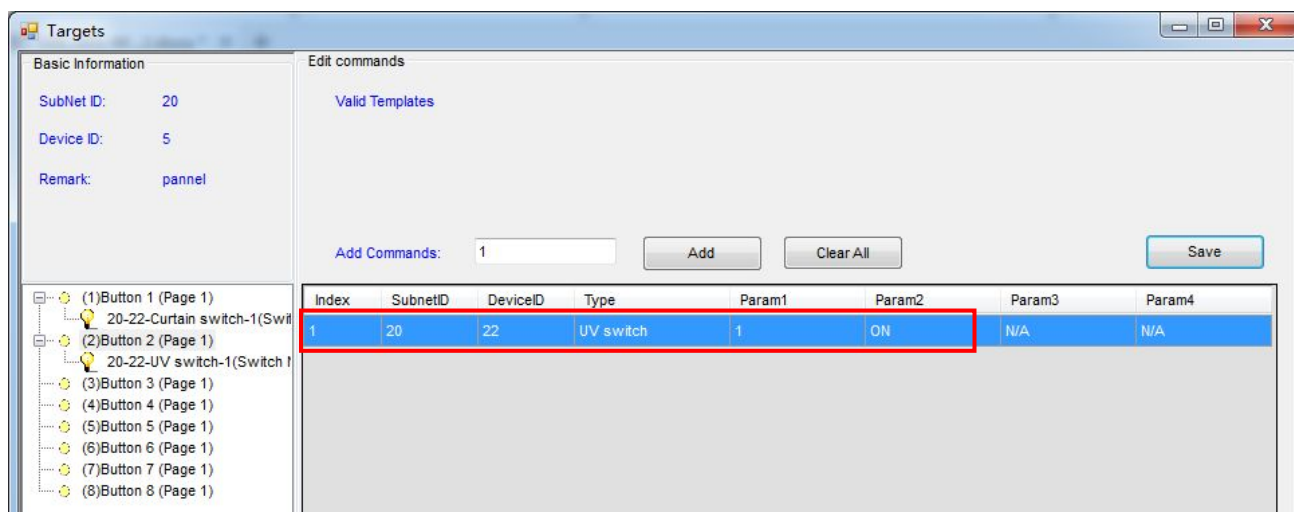 Targets
Basic Information
SubNet ID: 20
Device ID: 5
Remark: pannel
Edit commands
Valid Templates
Add Commands: 1 Add Clear All Save
(1)Button 1 (Page 1)
20-22-Curtain switch-1(Swit
(2)Button 2 (Page 1)
20-22-UV switch-1(Switch
(3)Button 3 (Page 1)
(4)Button 4 (Page 1)
(5)Button 5 (Page 1)
(6)Button 6 (Page 1)
(7)Button 7 (Page 1)
(8)Button 8 (Page 1)
Index SubnetID DeviceID Type Param1 Param2 Param3 Param4
1 20 22 UV switch 1 ON N/A N/A